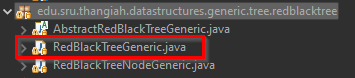 edu.sru.thangiah.datastructures.generic.tree.redblacktree
AbstractRedBlackTreeGeneric.java
RedBlackTreeGeneric.java
RedBlackTreeNodeGeneric.java